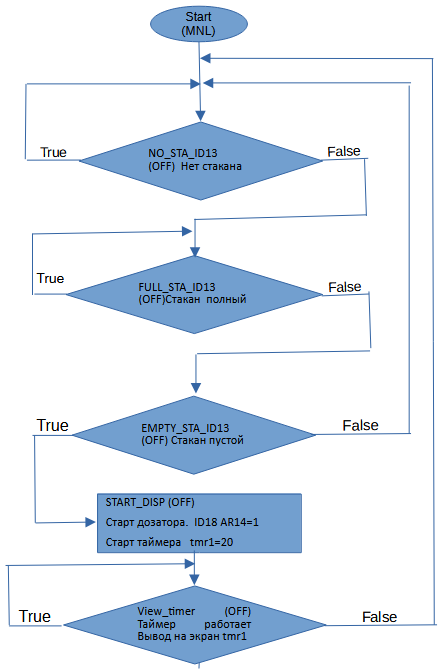 Start
(MNL)
True
False
NO_STA_ID13
(OFF) Нет стакана
True
False
FULL_STA_ID13
(OFF)Стакан полный
True
False
EMPTY_STA_ID13
(OFF) Стакан пустой
START_DISP (OFF)
Старт дозатора. ID18 AR14=1
Старт таймера tmr1=20
True
False
View_timer (OFF)
Таймер работает
Вывод на экран tmr1